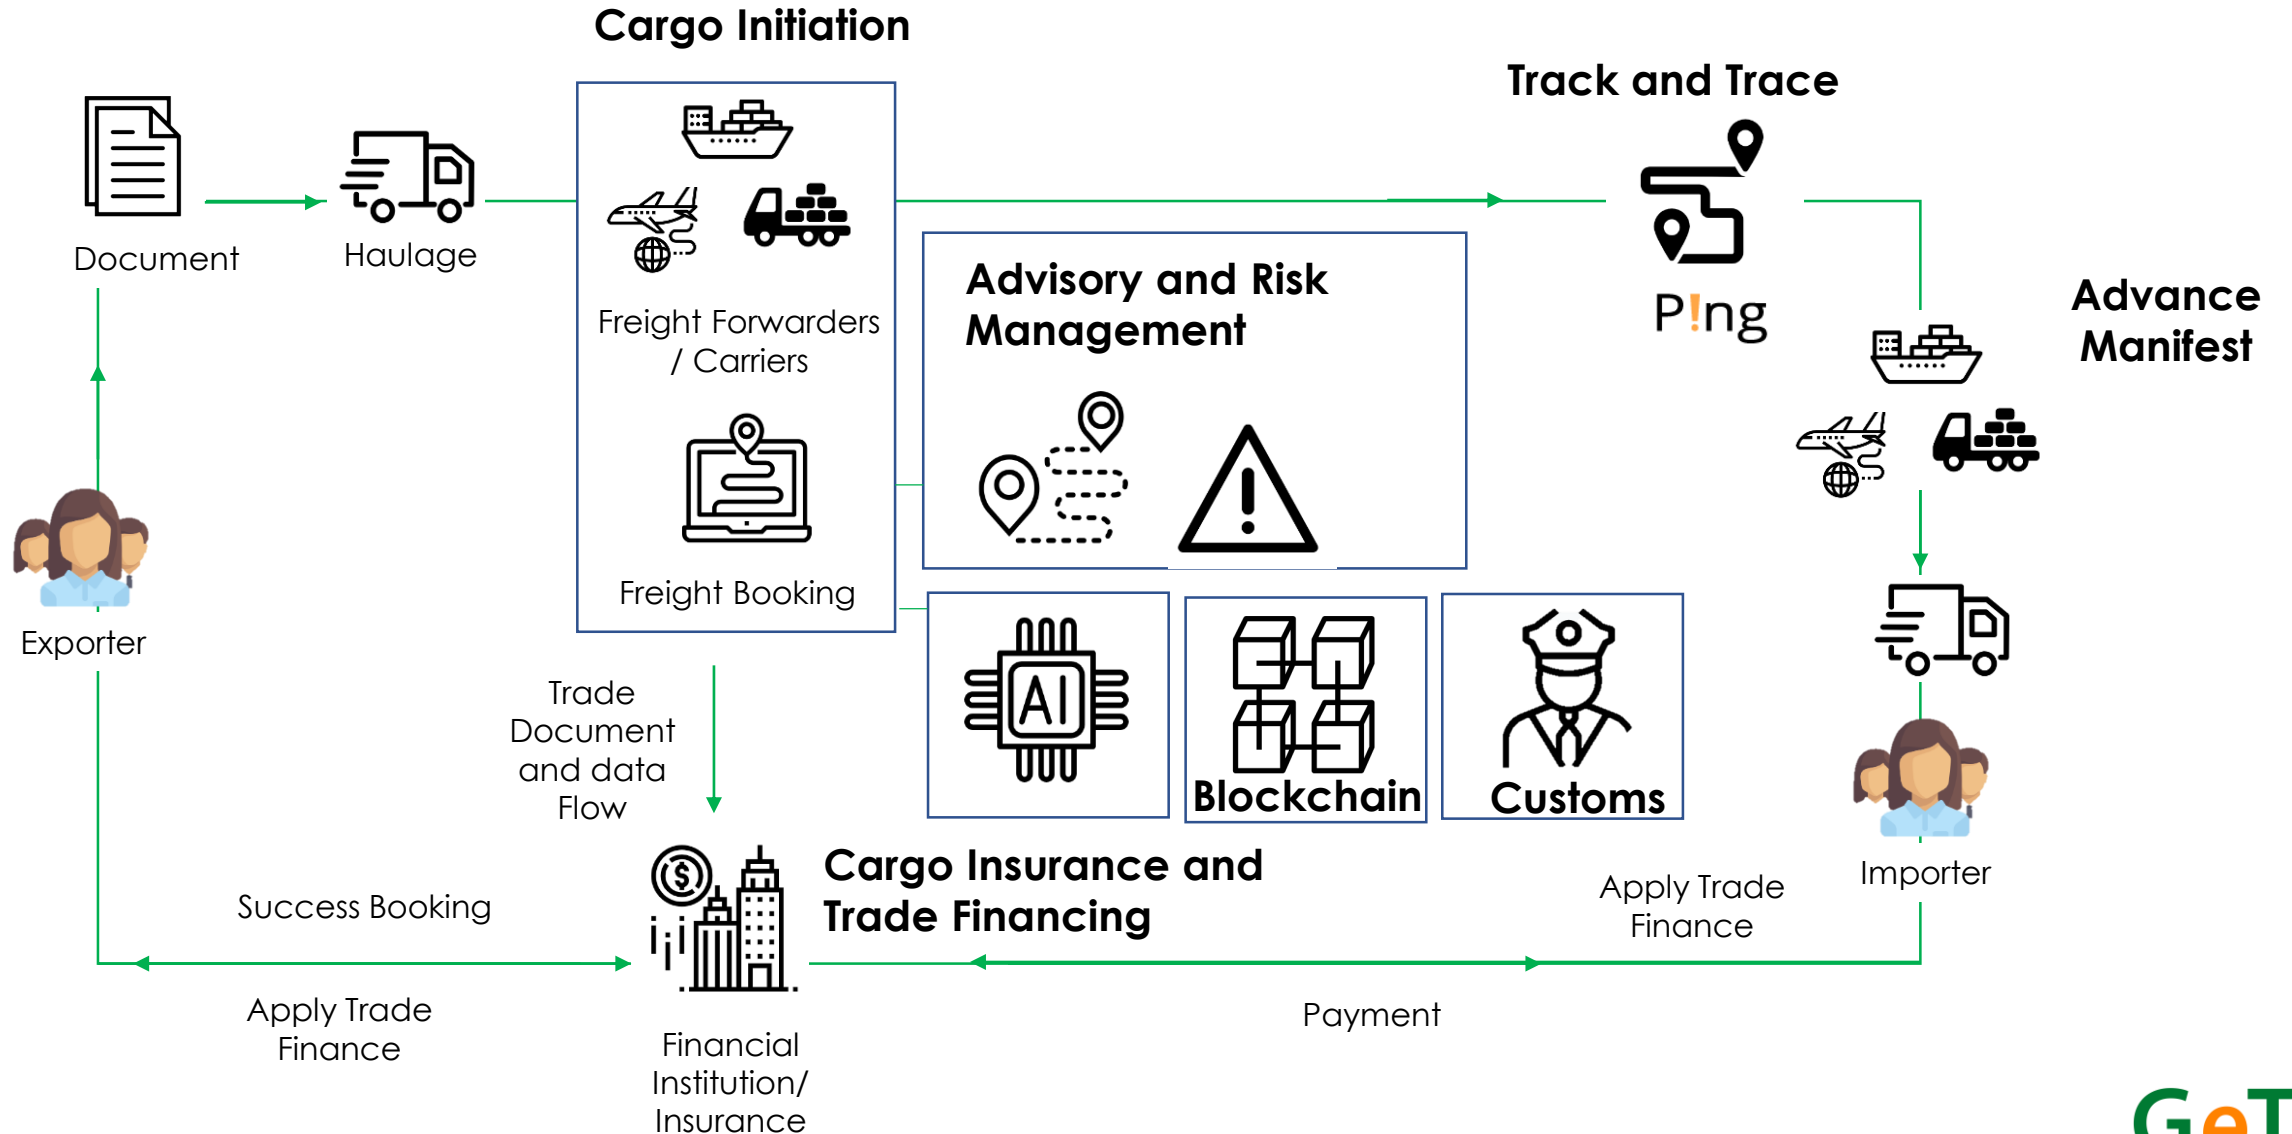 Cargo Initiation
Track and Trace
Document
Haulage
Freight Forwarders
/ Carriers
Freight Booking
Advisory and Risk
Management
P!ng
Advance
Manifest
Exporter
Trade
Document
and data
Flow
AI
Blockchain
Customs
Importer
Cargo Insurance and
Trade Financing
Success Booking
Apply Trade
Finance
Apply Trade
Finance
Payment
Financial
Institution/
Insurance
GeT